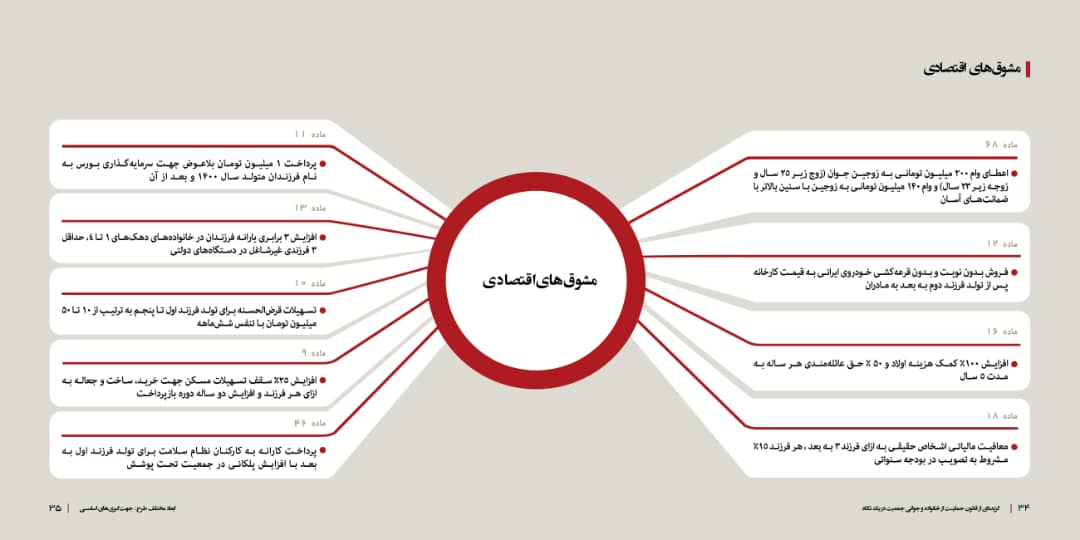 مشوق‌های اقتصادی
ماده ۶۸
اعطای وام ۲۰۰ میلیون تومانی به زوجین جوان (زوج زیر ۲۵ سال و
زوجه زیر ۲۳ سال) و وام ۱۴۰ میلیون تومانی به زوجین با سنین بالاتر با
ضمانت‌های آسان
ماده ۱۲
فروش بدون نوبت و بدون قرعه‌کشی خودروی ایرانی به قیمت کارخانه
پس از تولد فرزند دوم به بعد به مادران
ماده ۱۶
افزایش ۱۰۰٪ کمک هزینه اولاد و ۵۰ ٪ حق عائله‌مندی هر ساله به
مدت ۵ سال
ماده ۱۸
معافیت مالیاتی اشخاص حقیقی به ازای فرزند ۳ به بعد ، هر فرزند ۱۵٪
مشروط به تصویب در بودجه سنواتی
مشوق‌های اقتصادی
ماده ۱۱
پرداخت ۱ میلیون تومان بلاعوض جهت سرمایه‌گذاری بورس به
نام فرزندان متولد سال ۱۴۰۰ و بعد از آن
ماده ۱۳
افزایش ۳ برابری یارانه فرزندان در خانواده‌های دهک‌های ۱ تا ۴، حداقل
۳ فرزندی غیرشاغل در دستگاه‌های دولتی
ماده ۱۰
تسهیلات قرض‌الحسنه برای تولد فرزند اول تا پنجم به ترتیب از ۱۰ تا ۵۰
میلیون تومان با تنفس شش‌ماهه
ماده ۹
افزایش ۲۵٪ سقف تسهیلات مسکن جهت خرید، ساخت و جعاله به
ازای هر فرزند و افزایش دو ساله دوره بازپرداخت
ماده ۴۶
پرداخت کارانه به کارکنان نظام سلامت برای تولد فرزند اول به
بعد با افزایش پلکانی در جمعیت تحت پوشش
۳۴ | گزیده‌ای از قانون حمایت از خانواده و جوانی جمعیت در یک نگاه
ابعاد مختلف طرح: جهت‌گیری‌های اساسی | ۳۵